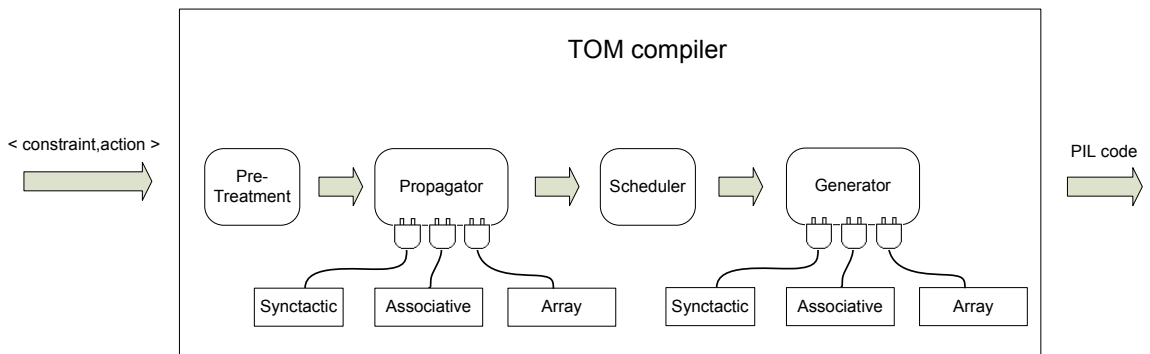 TOM compiler
< constraint,action >
Pre-
Treatment
Propagator
Scheduler
Generator
PIL code
Synctactic
Associative
Array
Synctactic
Associative
Array